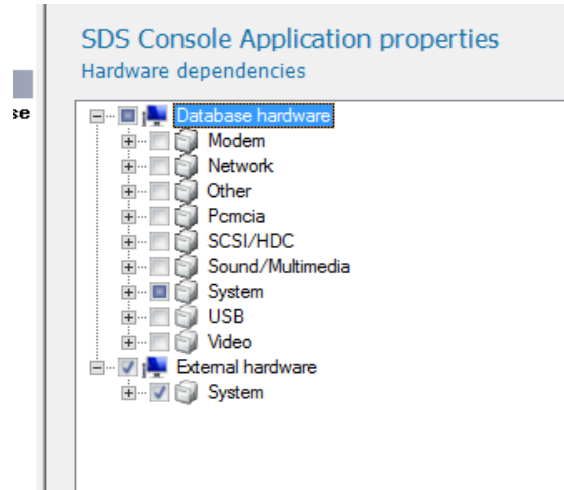 SDS Console Application properties
Hardware dependencies
se
Database hardware
Modem
Network
Other
Pcmcia
SCSI/HDC
Sound/Multimedia
System
USB
Video
External hardware
System